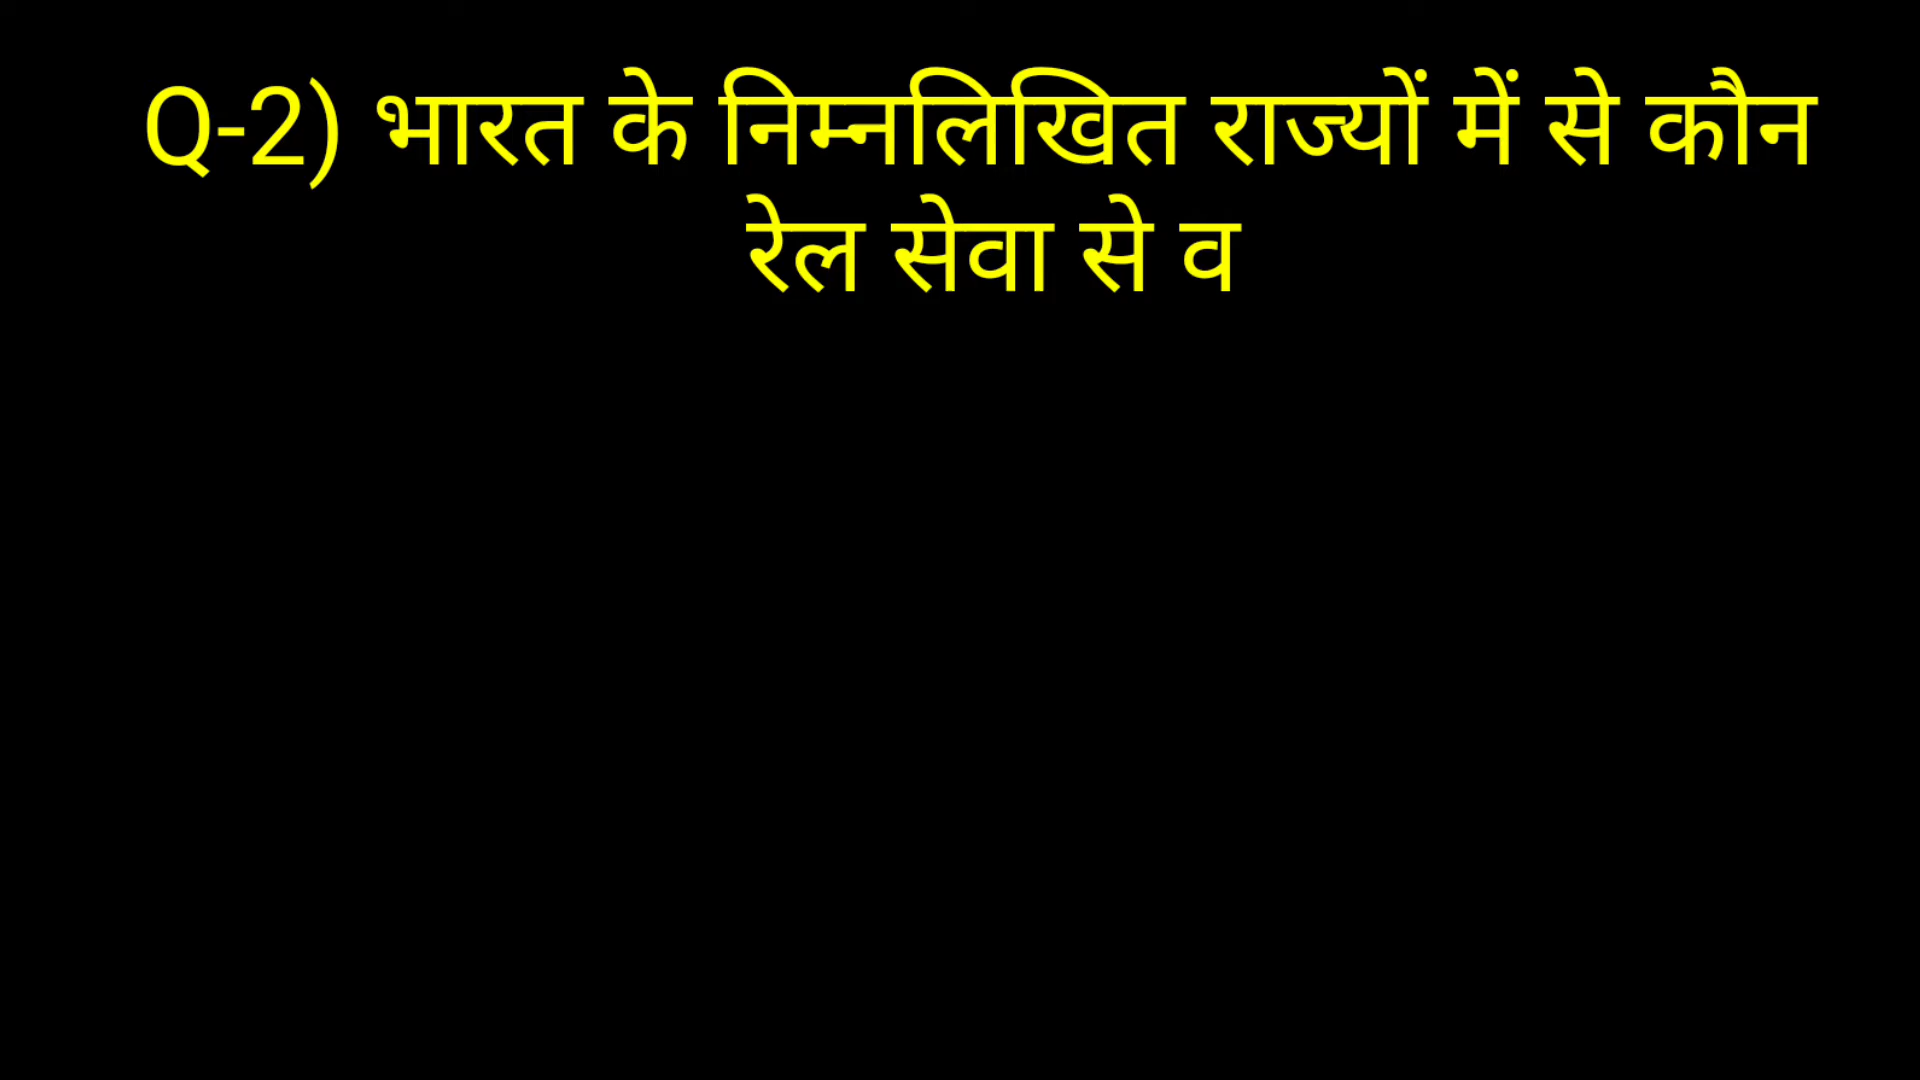 Q-2) भारत के निम्नलिखित राज्यों में से कौन
रेल सेवा से व